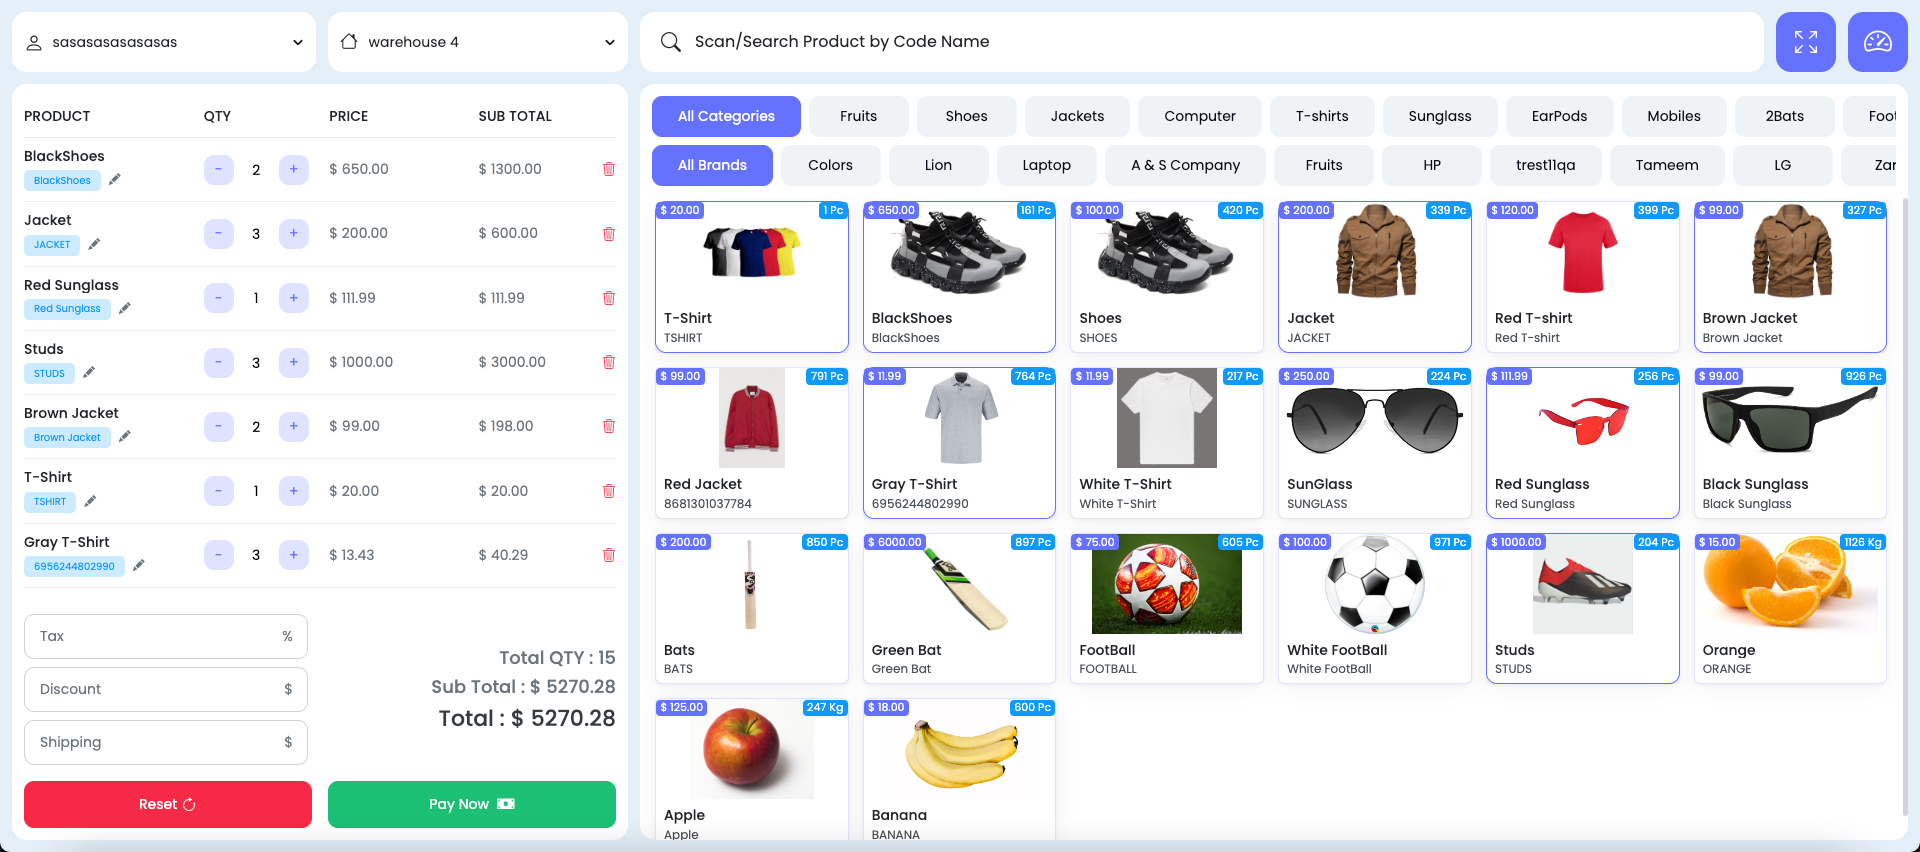 sasasasasasasas
warehouse 4
Scan/Search Product by Code Name
PRODUCT QTY PRICE SUB TOTAL
BlackShoes
BlackShoes
- 2 + $ 650.00 $ 1300.00
Jacket
JACKET
- 3 + $ 200.00 $ 600.00
Red Sunglass
Red Sunglass
- 1 + $ 111.99 $ 111.99
Studs
STUDS
- 3 + $ 1000.00 $ 3000.00
Brown Jacket
Brown Jacket
- 2 + $ 99.00 $ 198.00
T-Shirt
TSHIRT
- 1 + $ 20.00 $ 20.00
Gray T-Shirt
6956244802990
- 3 + $ 13.43 $ 40.29
Tax %
Discount $
Shipping $
Total QTY : 15
Sub Total : $ 5270.28
Total : $ 5270.28
Reset
Pay Now
All Categories Fruits Shoes Jackets Computer T-shirts Sunglass EarPods Mobiles 2Bats Foot
All Brands Colors Lion Laptop A & S Company Fruits HP trest11qa Tameem LG Zar
$ 20.00 1 Pc
T-Shirt
TSHIRT
$ 650.00 161 Pc
BlackShoes
BlackShoes
$ 100.00 420 Pc
Shoes
SHOES
$ 200.00 339 Pc
Jacket
JACKET
$ 120.00 399 Pc
Red T-shirt
Red T-shirt
$ 99.00 327 Pc
Brown Jacket
Brown Jacket
$ 99.00 791 Pc
Red Jacket
8681301037784
$ 11.99 764 Pc
Gray T-Shirt
6956244802990
$ 11.99 217 Pc
White T-Shirt
White T-Shirt
$ 250.00 224 Pc
SunGlass
SUNGLASS
$ 111.99 256 Pc
Red Sunglass
Red Sunglass
$ 99.00 926 Pc
Black Sunglass
Black Sunglass
$ 200.00 850 Pc
Bats
BATS
$ 6000.00 897 Pc
Green Bat
Green Bat
$ 75.00 605 Pc
FootBall
FOOTBALL
$ 100.00 971 Pc
White FootBall
White FootBall
$ 1000.00 204 Pc
Studs
STUDS
$ 15.00 1126 Kg
Orange
ORANGE
$ 125.00 247 Kg
Apple
Apple
$ 18.00 600 Pc
Banana
BANANA